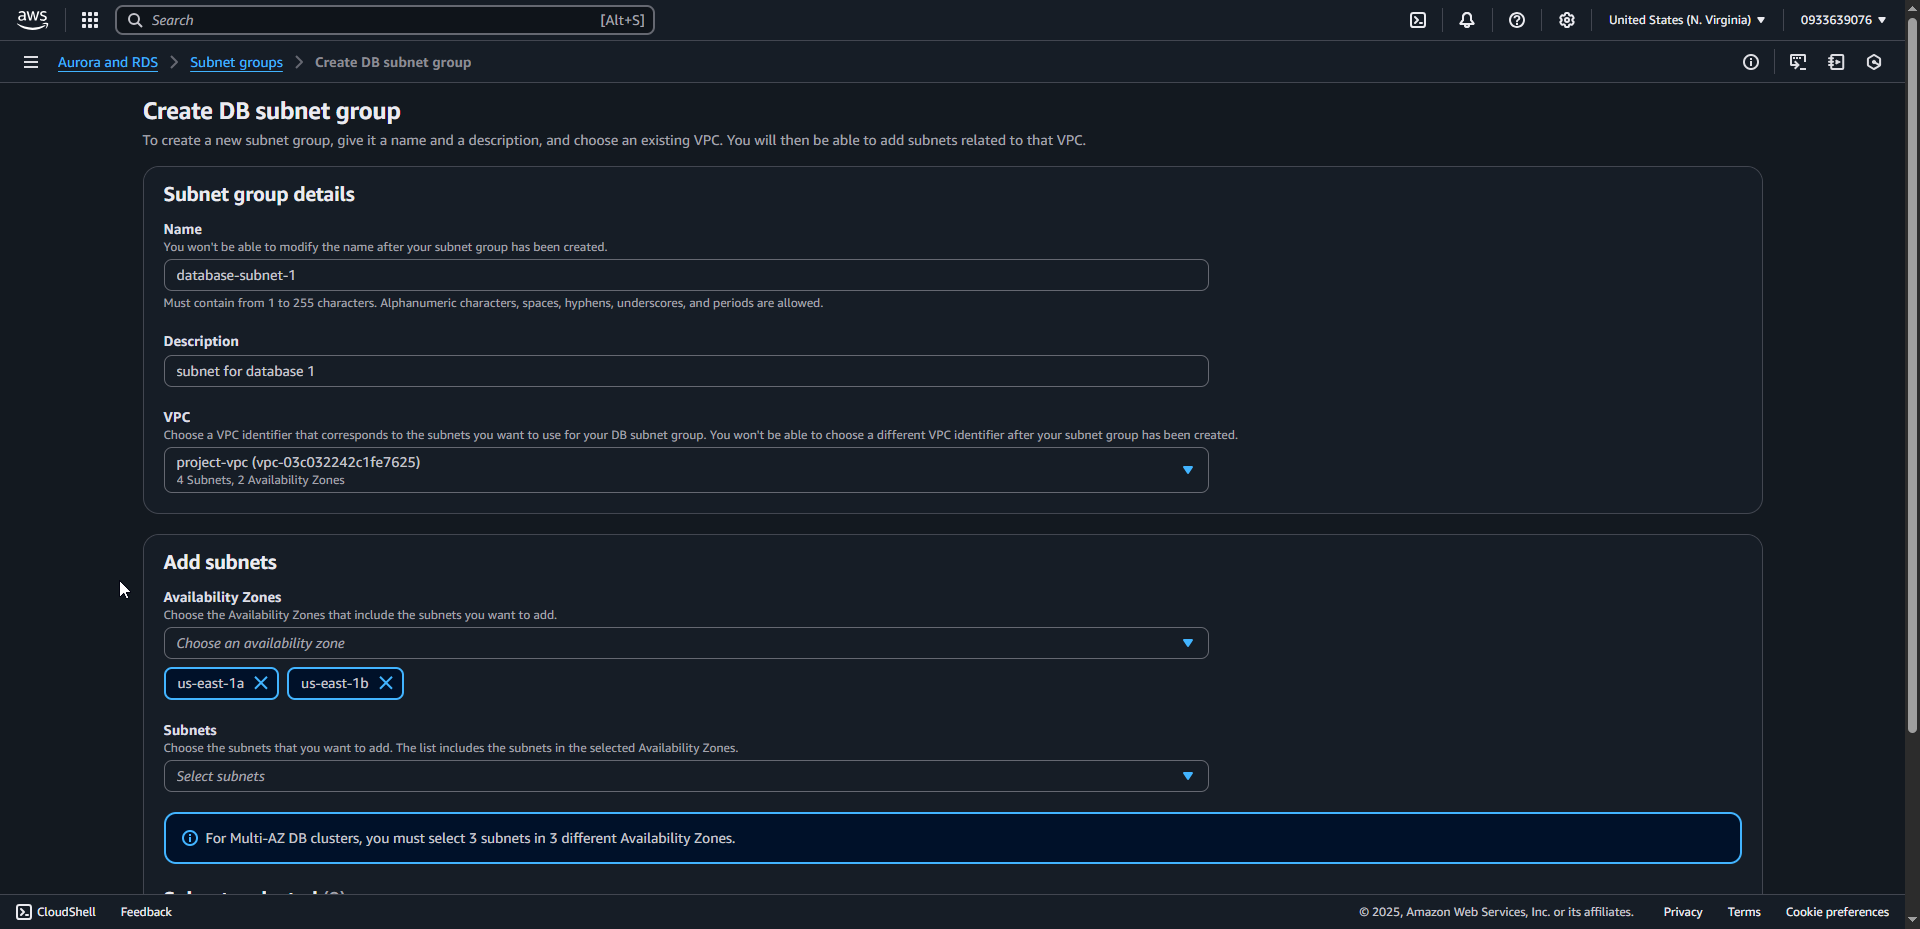 aws
Search [Alt+S]
United States (N. Virginia)
0933639076
Aurora and RDS
Subnet groups
Create DB subnet group
Create DB subnet group
To create a new subnet group, give it a name and a description, and choose an existing VPC. You will then be able to add subnets related to that VPC.
Subnet group details
Name
You won't be able to modify the name after your subnet group has been created.
database-subnet-1
Must contain from 1 to 255 characters. Alphanumeric characters, spaces, hyphens, underscores, and periods are allowed.
Description
subnet for database 1
VPC
Choose a VPC identifier that corresponds to the subnets you want to use for your DB subnet group. You won't be able to choose a different VPC identifier after your subnet group has been created.
project-vpc (vpc-03c032242c1fe7625)
4 Subnets, 2 Availability Zones
Add subnets
Availability Zones
Choose the Availability Zones that include the subnets you want to add.
Choose an availability zone
us-east-1a
us-east-1b
Subnets
Choose the subnets that you want to add. The list includes the subnets in the selected Availability Zones.
Select subnets
For Multi-AZ DB clusters, you must select 3 subnets in 3 different Availability Zones.
CloudShell
Feedback
© 2025, Amazon Web Services, Inc. or its affiliates.
Privacy
Terms
Cookie preferences